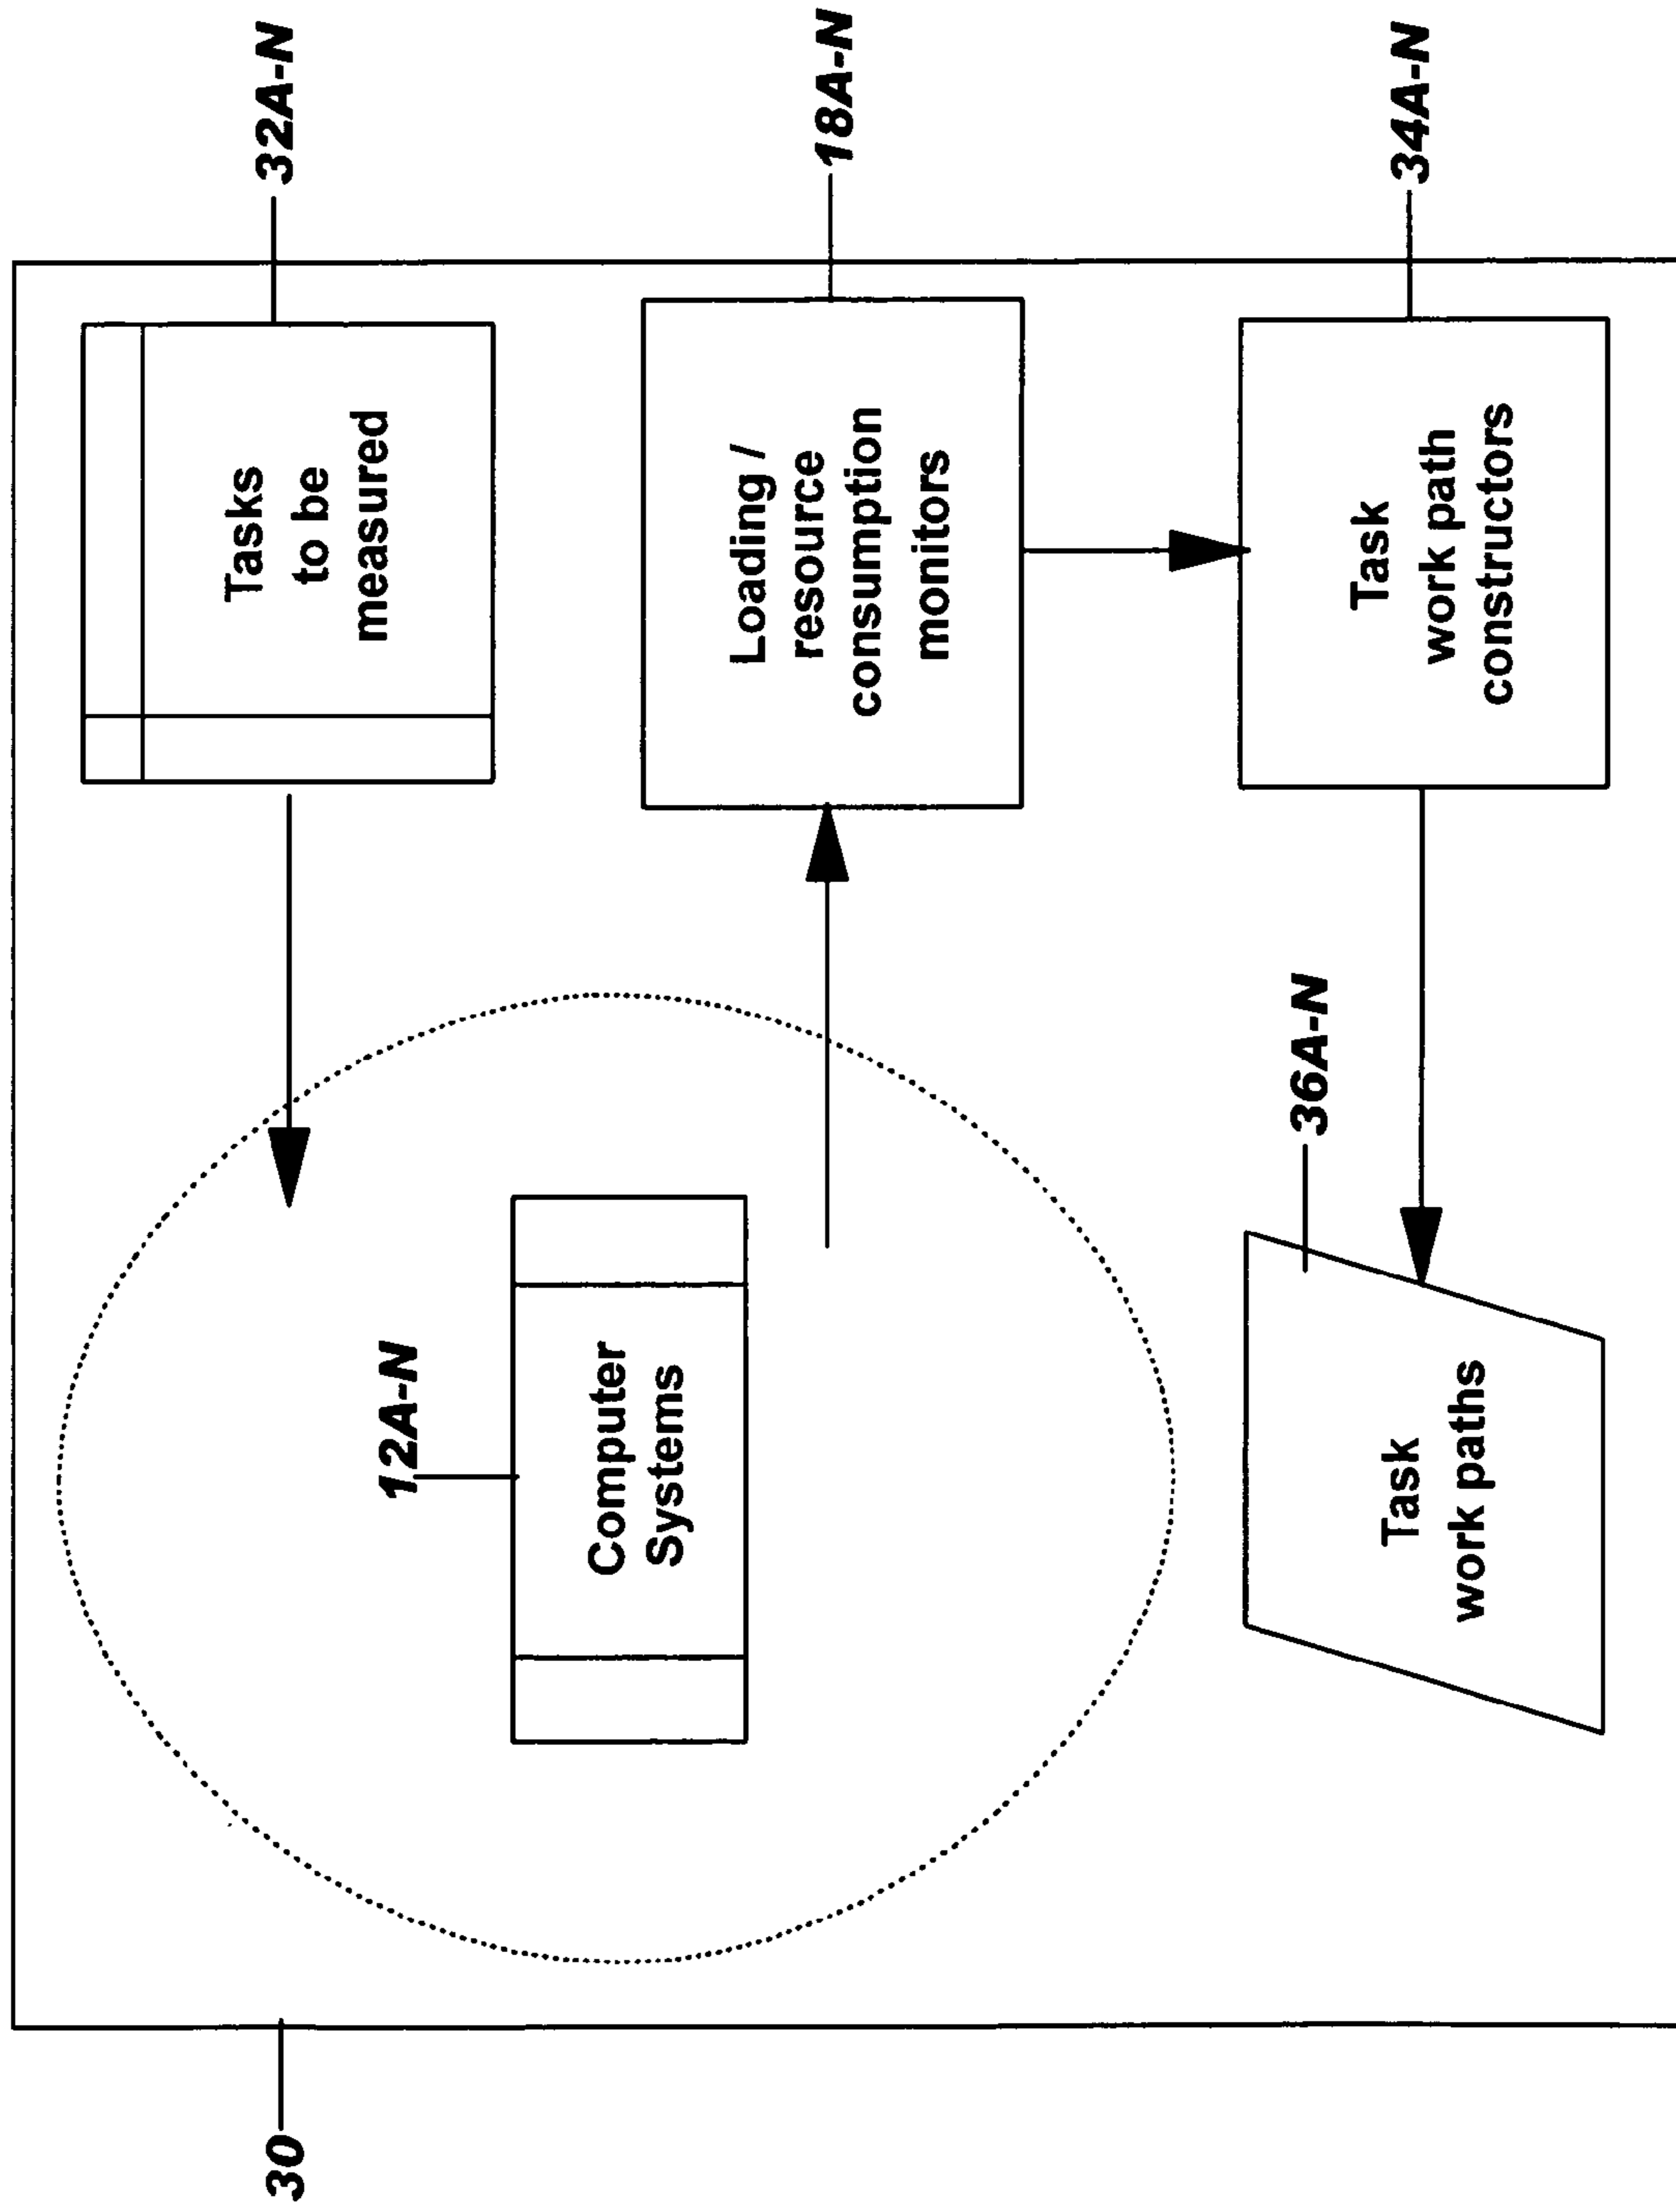 30
32A-N
Tasks
to be
measured
12A-N
Computer
Systems
18A-N
Loading /
resource
consumption
monitors
36A-N
Task
work paths
34A-N
Task
work path
constructors